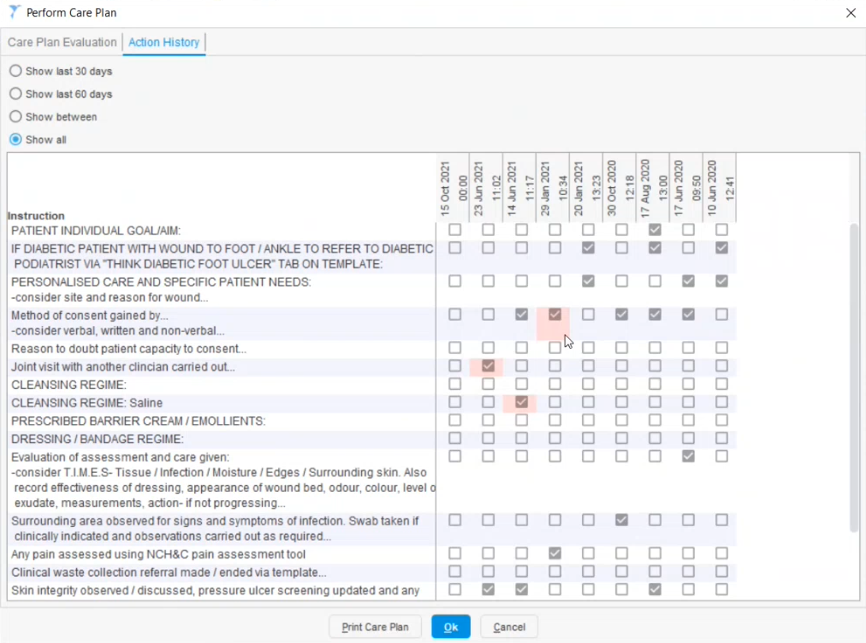 Perform Care Plan
Care Plan Evaluation
Action History
Show last 30 days
Show last 60 days
Show between
Show all
Instruction
15 Oct 2021 00:00
23 Jun 2021 11:02
14 Jun 2021 11:17
29 Jan 2021 10:34
20 Jan 2021 13:23
30 Oct 2020 12:18
17 Aug 2020 13:00
17 Jun 2020 09:50
10 Jun 2020 12:41
PATIENT INDIVIDUAL GOAL/AIM:
IF DIABETIC PATIENT WITH WOUND TO FOOT / ANKLE TO REFER TO DIABETIC
PODIATRIST VIA "THINK DIABETIC FOOT ULCER" TAB ON TEMPLATE:
PERSONALISED CARE AND SPECIFIC PATIENT NEEDS:
-consider site and reason for wound...
Method of consent gained by...
-consider verbal, written and non-verbal...
Reason to doubt patient capacity to consent...
Joint visit with another clincian carried out...
CLEANSING REGIME:
CLEANSING REGIME: Saline
PRESCRIBED BARRIER CREAM / EMOLLIENTS:
DRESSING / BANDAGE REGIME:
Evaluation of assessment and care given:
-consider T.I.M.E.S- Tissue / Infection / Moisture / Edges / Surrounding skin. Also
record effectiveness of dressing, appearance of wound bed, odour, colour, level o
exudate, measurements, action- if not progressing...
Surrounding area observed for signs and symptoms of infection. Swab taken if
clinically indicated and observations carried out as required...
Any pain assessed using NCH&C pain assessment tool
Clinical waste collection referral made / ended via template...
Skin integrity observed / discussed, pressure ulcer screening updated and any
Print Care Plan
Ok
Cancel